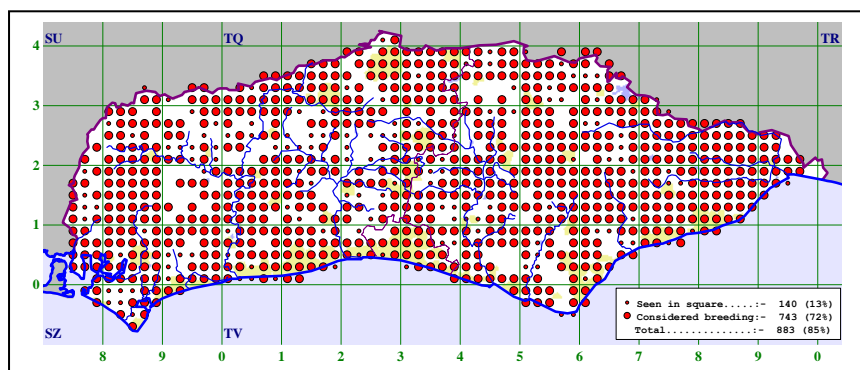 4 SU TQ TR
3
2
1
0
Seen in square.....:- 140 (13%)
Considered breeding:- 743 (72%)
Total..............:- 883 (85%)
SZ TV
8 9 0 1 2 3 4 5 6 7 8 9 0